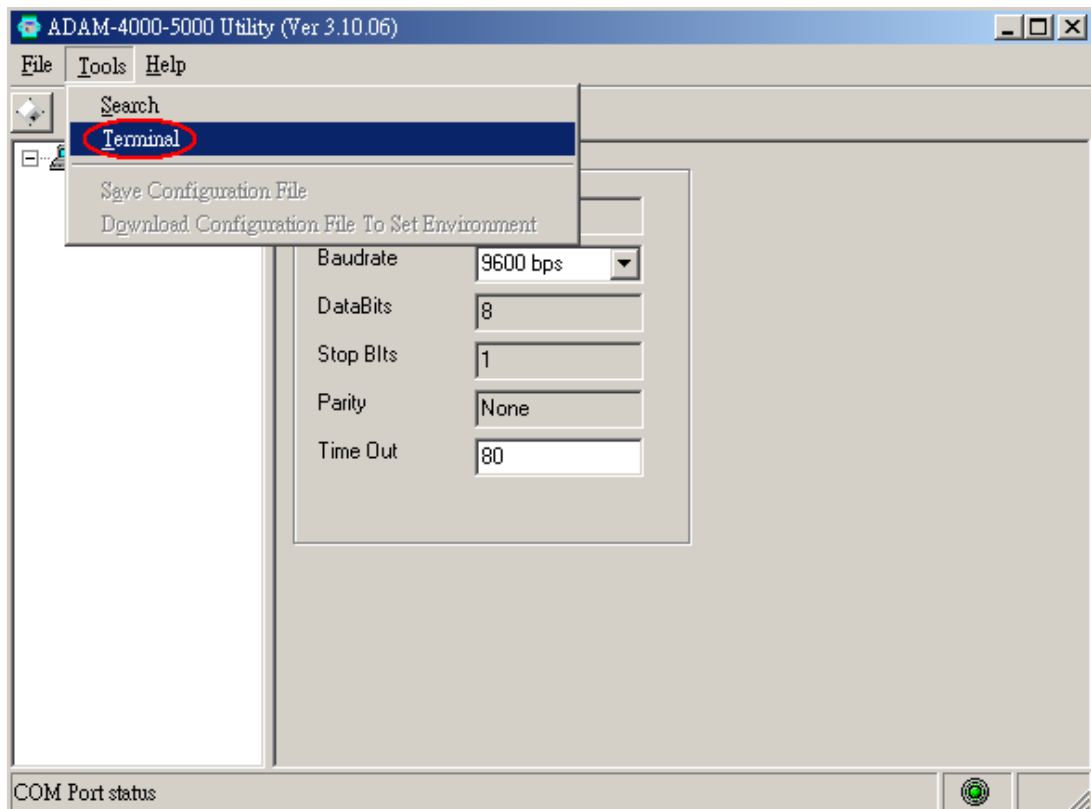 ADAM-4000-5000 Utility (Ver 3.10.06)
File Tools Help
Search
Terminal
Save Configuration File
Download Configuration File To Set Environment
Baudrate 9600 bps
DataBits 8
Stop BIts 1
Parity None
Time Out 80
COM Port status